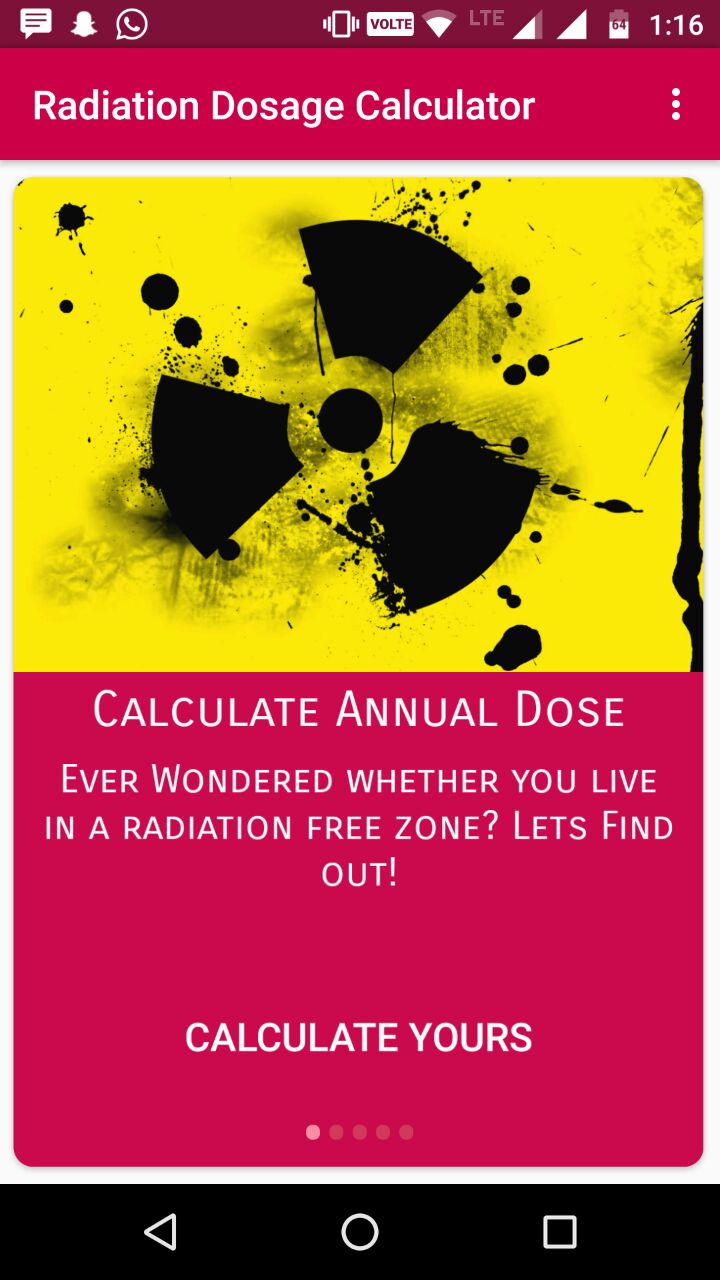 VOLTE LTE 64 1:16
Radiation Dosage Calculator
Calculate Annual Dose
Ever Wondered whether you live
in a radiation free zone? Lets Find
out!
CALCULATE YOURS